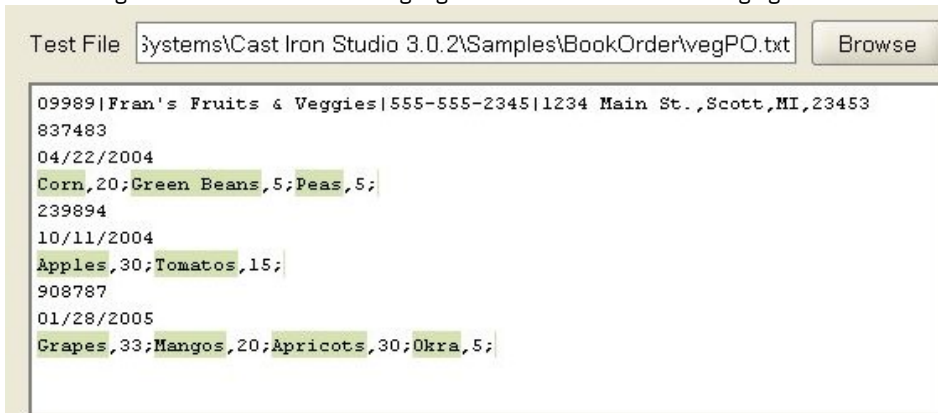 Test File Systems\Cast Iron Studio 3.0.2\Samples\BookOrder\vegPO.txt Browse
09989|Fran's Fruits & Veggies|555-555-2345|1234 Main St.,Scott,MI,23453
837483
04/22/2004
Corn,20;Green Beans,5;Peas,5;
239894
10/11/2004
Apples,30;Tomatos,15;
908787
01/28/2005
Grapes,33;Mangos,20;Apricots,30;Okra,5;